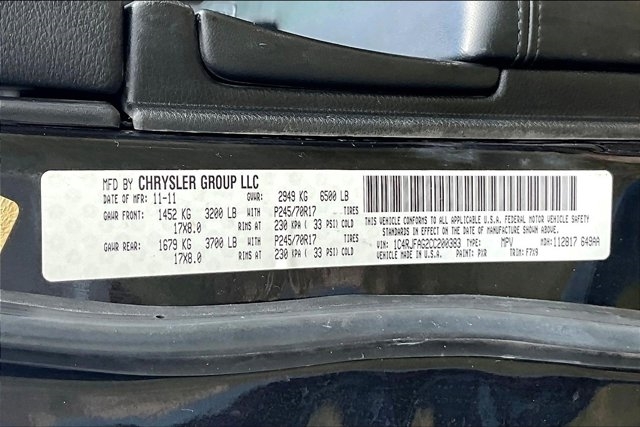 MFD BY CHRYSLER GROUP LLC
DATE OF MFR: 11-11 GVWR: 2949 KG 6500 LB
GAWR FRONT: 1452 KG 3200 LB WITH P245/70R17 TIRES
17X8.0 RIMS AT 230 KPA ( 33 PSI) COLD
GAWR REAR: 1679 KG 3700 LB WITH P245/70R17 TIRES
17X8.0 RIMS AT 230 KPA ( 33 PSI) COLD
THIS VEHICLE CONFORMS TO ALL APPLICABLE U.S.A. FEDERAL MOTOR VEHICLE SAFETY
STANDARDS IN EFFECT ON THE DATE OF MANUFACTURE SHOWN ABOVE.
VIN: 1C4RJFAG2CC200383 TYPE: MPV MDH: 112817 649AA
VEHICLE MADE IN U.S.A. PAINT: PXR TRIM: F7X9